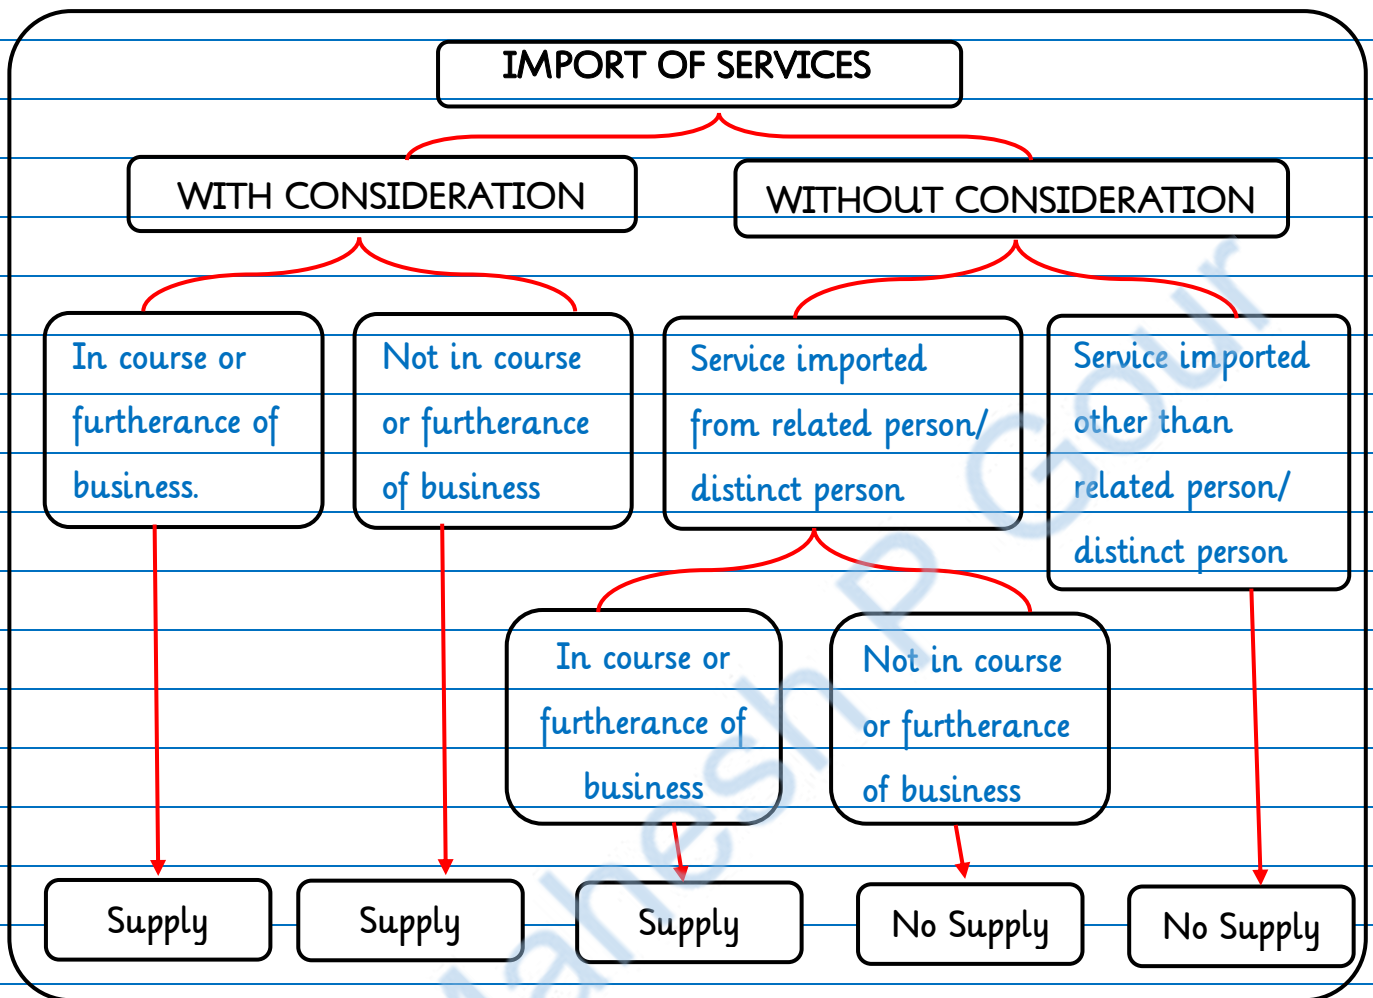 IMPORT OF SERVICES
WITH CONSIDERATION
WITHOUT CONSIDERATION
In course or
furtherance of
business.
Not in course
or furtherance
of business
Service imported
from related person/
distinct person
Service imported
other than
related person/
distinct person
In course or
furtherance of
business
Not in course
or furtherance
of business
Supply
Supply
Supply
No Supply
No Supply
Mahesh P Gour